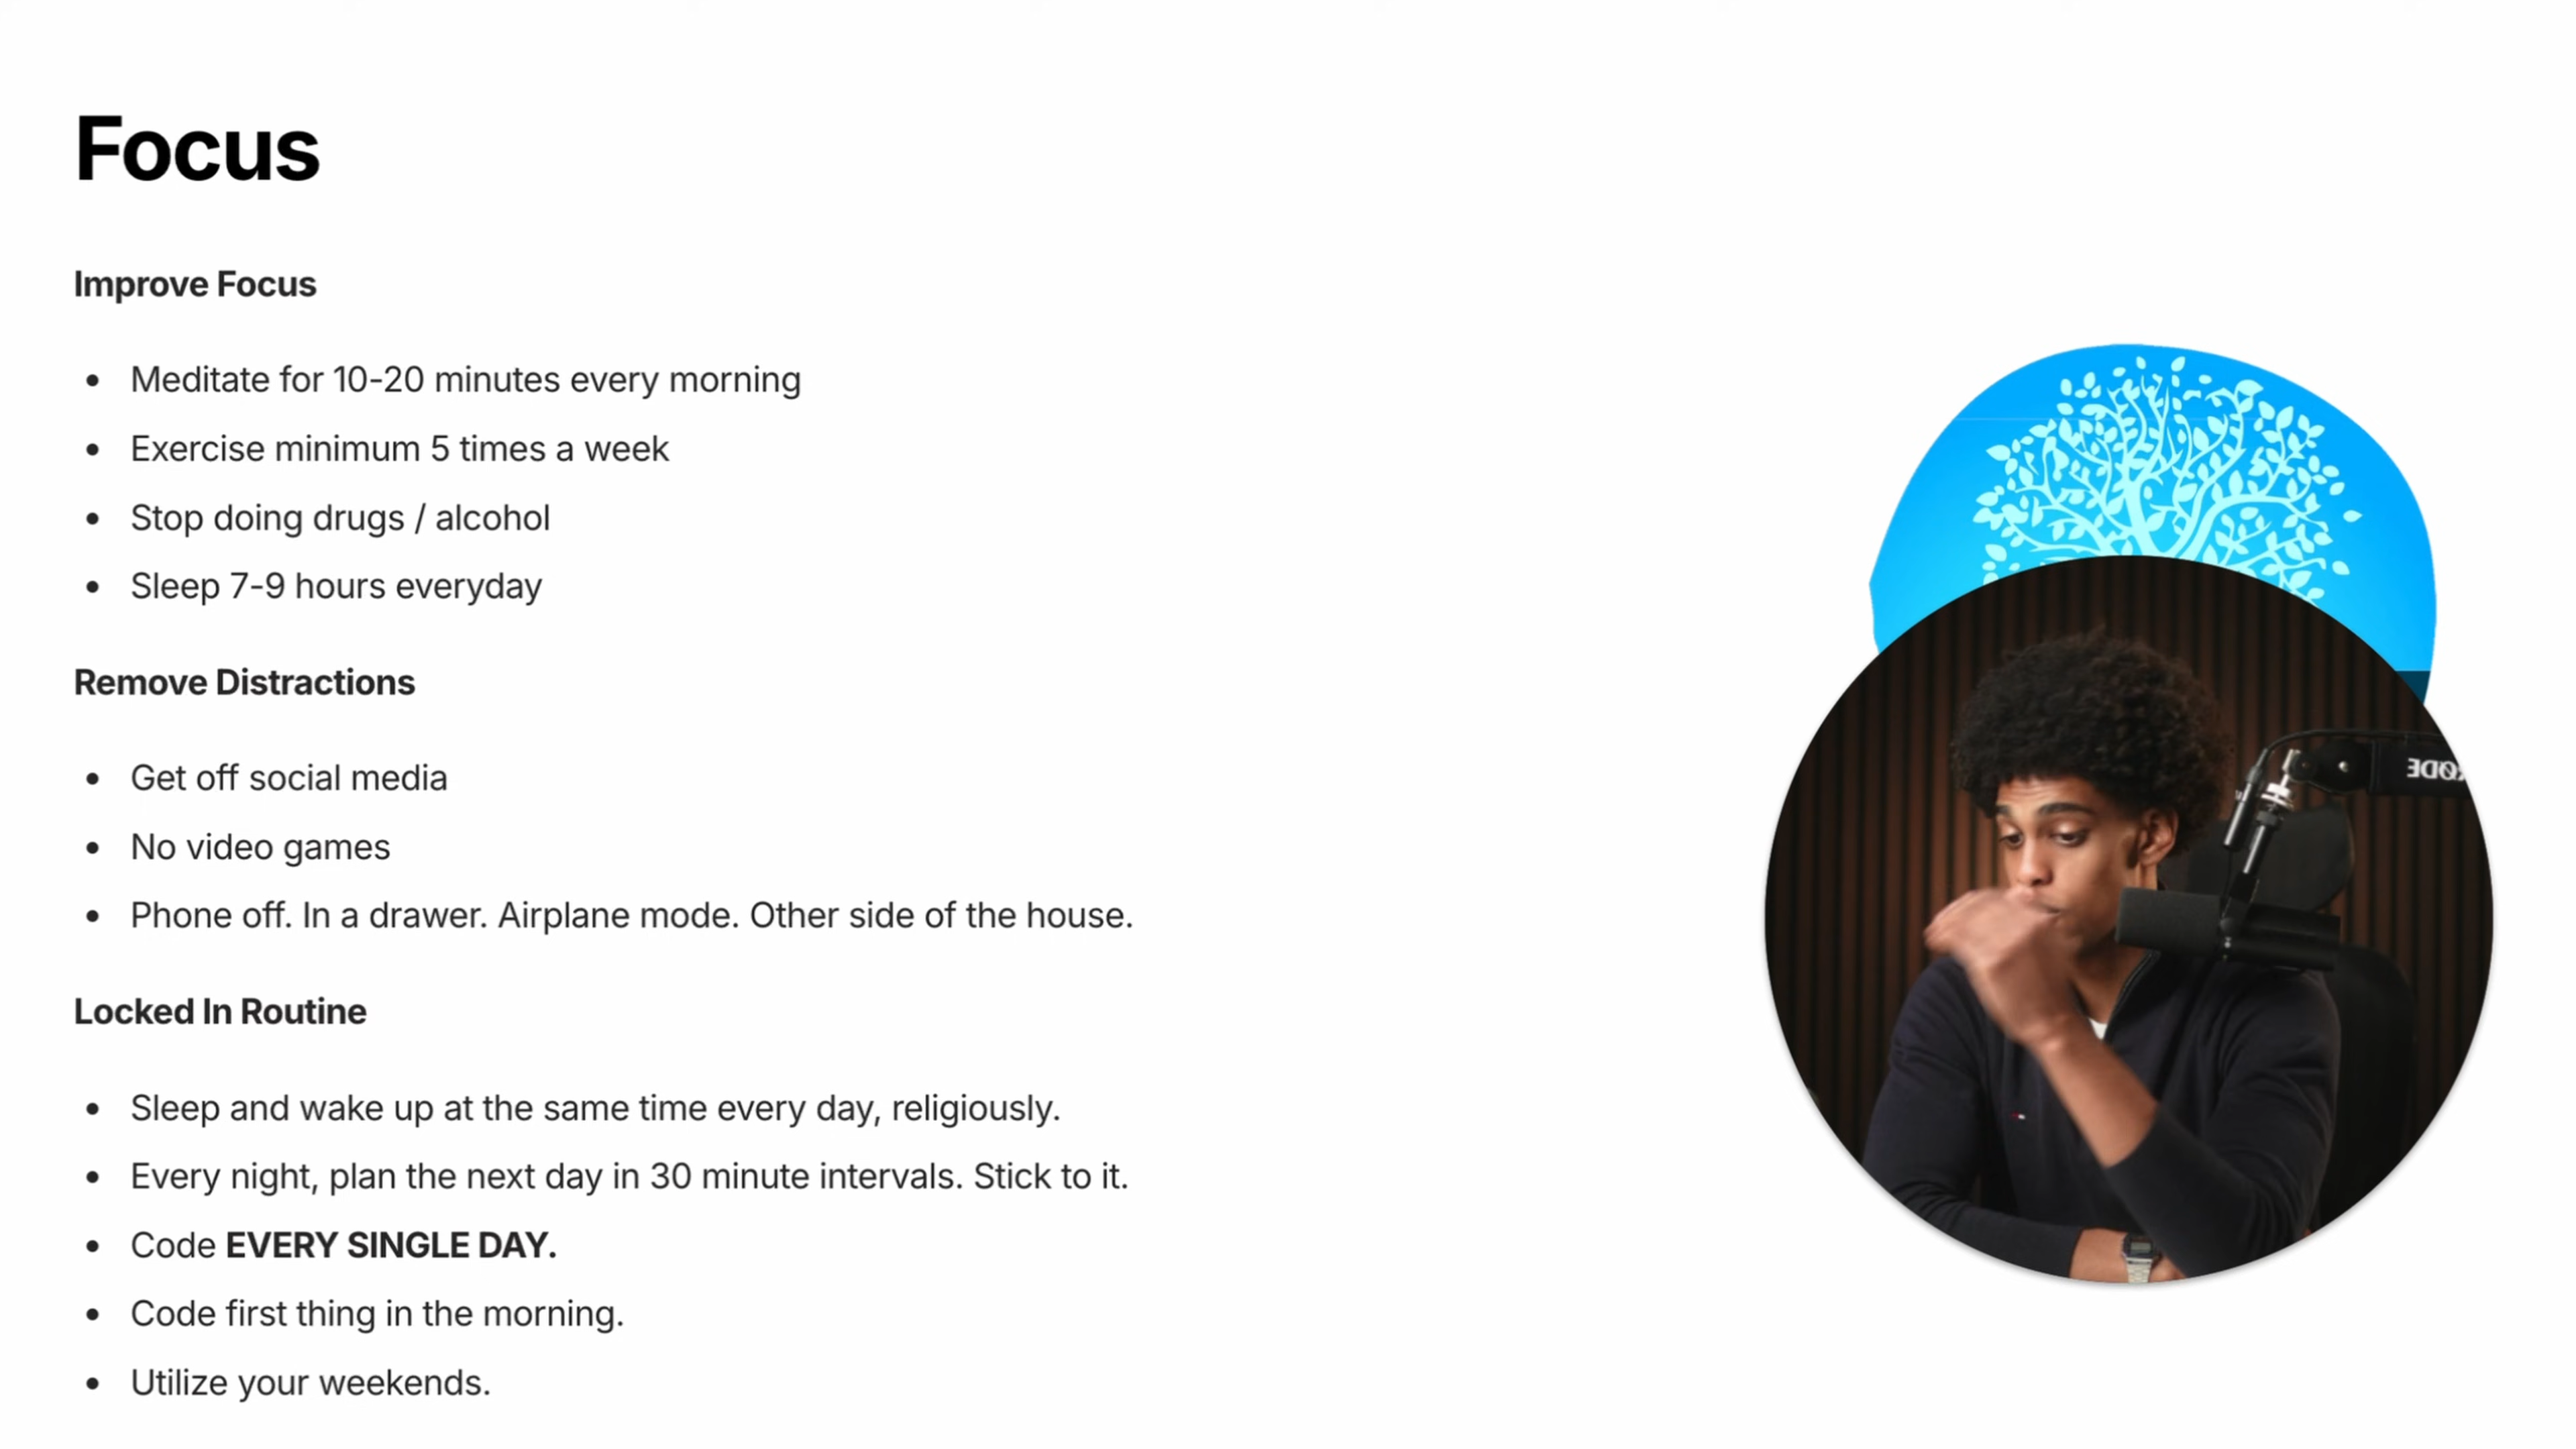 Focus
Improve Focus
• Meditate for 10-20 minutes every morning
• Exercise minimum 5 times a week
• Stop doing drugs / alcohol
• Sleep 7-9 hours everyday
Remove Distractions
• Get off social media
• No video games
• Phone off. In a drawer. Airplane mode. Other side of the house.
Locked In Routine
• Sleep and wake up at the same time every day, religiously.
• Every night, plan the next day in 30 minute intervals. Stick to it.
• Code EVERY SINGLE DAY.
• Code first thing in the morning.
• Utilize your weekends.
RØDE